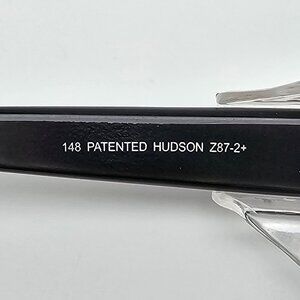 148 PATENTED HUDSON Z87-2+